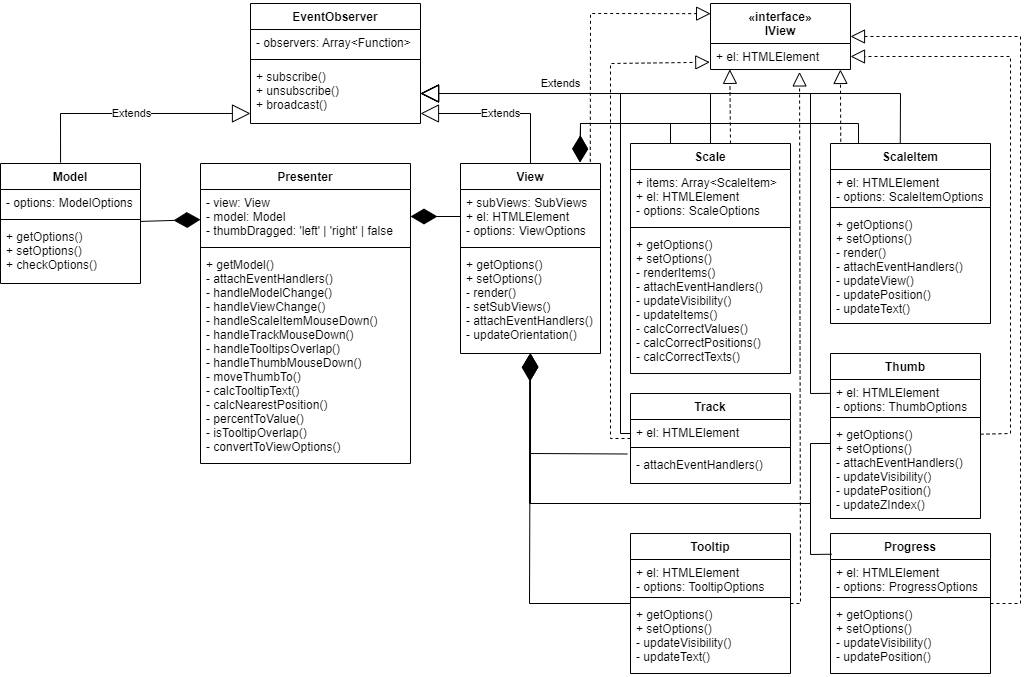 EventObserver
- observers: Array<Function>
+ subscribe()
+ unsubscribe()
+ broadcast()
«interface»
IView
+ el: HTMLElement
Extends
Extends
Extends
Model
- options: ModelOptions
+ getOptions()
+ setOptions()
+ checkOptions()
Presenter
- view: View
- model: Model
- thumbDragged: 'left' | 'right' | false
+ getModel()
- attachEventHandlers()
- handleModelChange()
- handleViewChange()
- handleScaleItemMouseDown()
- handleTrackMouseDown()
- handleTooltipsOverlap()
- handleThumbMouseDown()
- moveThumbTo()
- calcTooltipText()
- calcNearestPosition()
- percentToValue()
- isTooltipOverlap()
- convertToViewOptions()
View
+ subViews: SubViews
+ el: HTMLElement
- options: ViewOptions
+ getOptions()
+ setOptions()
- render()
- setSubViews()
- attachEventHandlers()
- updateOrientation()
Scale
+ items: Array<ScaleItem>
+ el: HTMLElement
- options: ScaleOptions
+ getOptions()
+ setOptions()
- renderItems()
- attachEventHandlers()
- updateVisibility()
- updateItems()
- calcCorrectValues()
- calcCorrectPositions()
- calcCorrectTexts()
ScaleItem
+ el: HTMLElement
- options: ScaleItemOptions
+ getOptions()
+ setOptions()
- render()
- attachEventHandlers()
- updateView()
- updatePosition()
- updateText()
Track
+ el: HTMLElement
- attachEventHandlers()
Thumb
+ el: HTMLElement
- options: ThumbOptions
+ getOptions()
+ setOptions()
- attachEventHandlers()
- updateVisibility()
- updatePosition()
- updateZIndex()
Tooltip
+ el: HTMLElement
- options: TooltipOptions
+ getOptions()
+ setOptions()
- updateVisibility()
- updateText()
Progress
+ el: HTMLElement
- options: ProgressOptions
+ getOptions()
+ setOptions()
- updateVisibility()
- updatePosition()